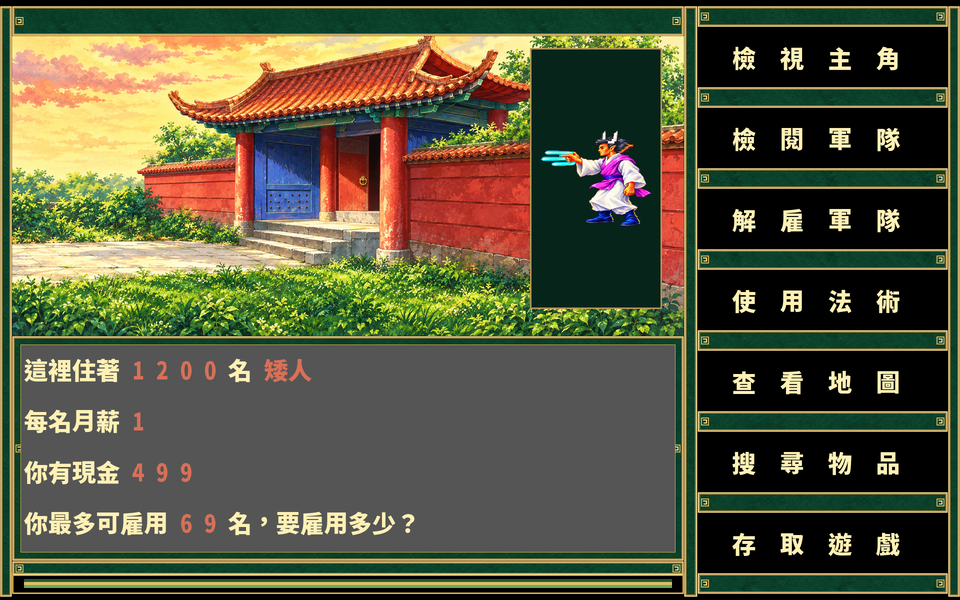 這裡住著 1200 名 矮人
每名月薪 1
你有現金 499
你最多可雇用 69 名，要雇用多少？
檢視主角
檢閱軍隊
解雇軍隊
使用法術
查看地圖
搜尋物品
存取遊戲